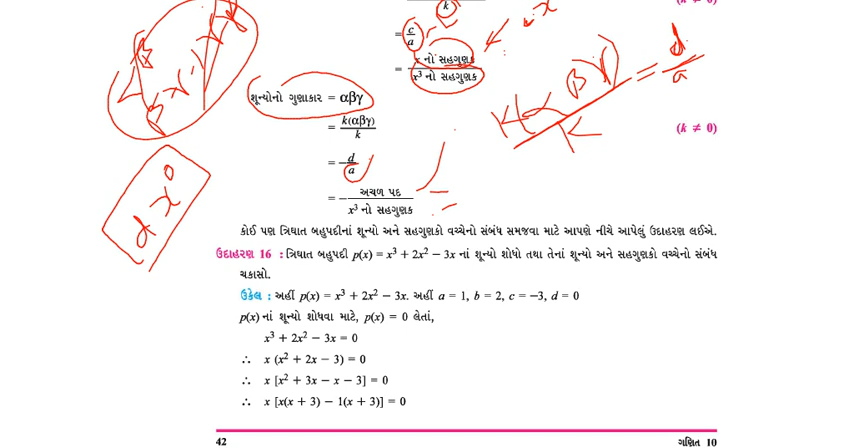 k
(k ≠ 0)
= c/a
= x નો સહગુણક / x³ નો સહગુણક
શૂન્યોનો ગુણાકાર = αβγ
= k(αβγ)/k (k ≠ 0)
= – d/a
= – અચળ પદ / x³ નો સહગુણક
K(αβγ)/K = d/a
dx⁰
કોઈ પણ ત્રિઘાત બહુપદીનાં શૂન્યો અને સહગુણકો વચ્ચેનો સંબંધ સમજવા માટે આપણે નીચે આપેલું ઉદાહરણ લઈએ.
ઉદાહરણ 16 : ત્રિઘાત બહુપદી p(x) = x³ + 2x² – 3x નાં શૂન્યો શોધો તથા તેનાં શૂન્યો અને સહગુણકો વચ્ચેનો સંબંધ
ચકાસો.
ઉકેલ : અહીં p(x) = x³ + 2x² – 3x. અહીં a = 1, b = 2, c = –3, d = 0
p(x)નાં શૂન્યો શોધવા માટે, p(x) = 0 લેતાં,
x³ + 2x² – 3x = 0
∴ x (x² + 2x – 3) = 0
∴ x [x² + 3x – x – 3] = 0
∴ x [x(x + 3) – 1(x + 3)] = 0
42 ગણિત 10